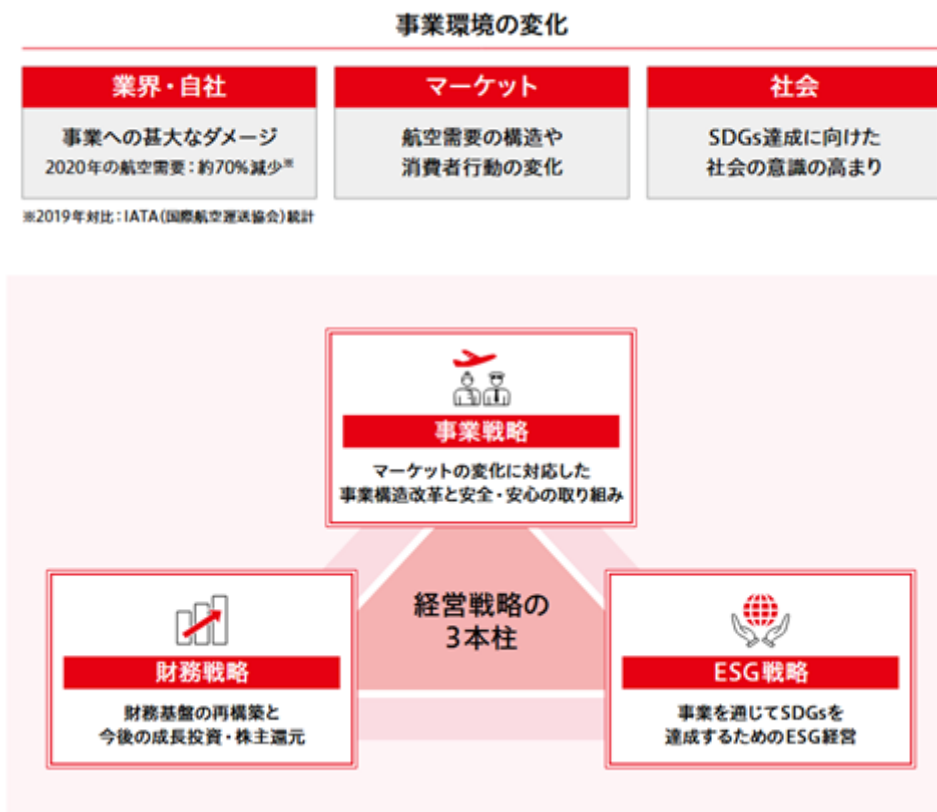 事業環境の変化
業界・自社
事業への甚大なダメージ
2020年の航空需要：約70%減少※
マーケット
航空需要の構造や
消費者行動の変化
社会
SDGs達成に向けた
社会の意識の高まり
※2019年対比：IATA（国際航空運送協会）統計
事業戦略
マーケットの変化に対応した
事業構造改革と安全・安心の取り組み
経営戦略の
3本柱
財務戦略
財務基盤の再構築と
今後の成長投資・株主還元
ESG戦略
事業を通じてSDGsを
達成するためのESG経営